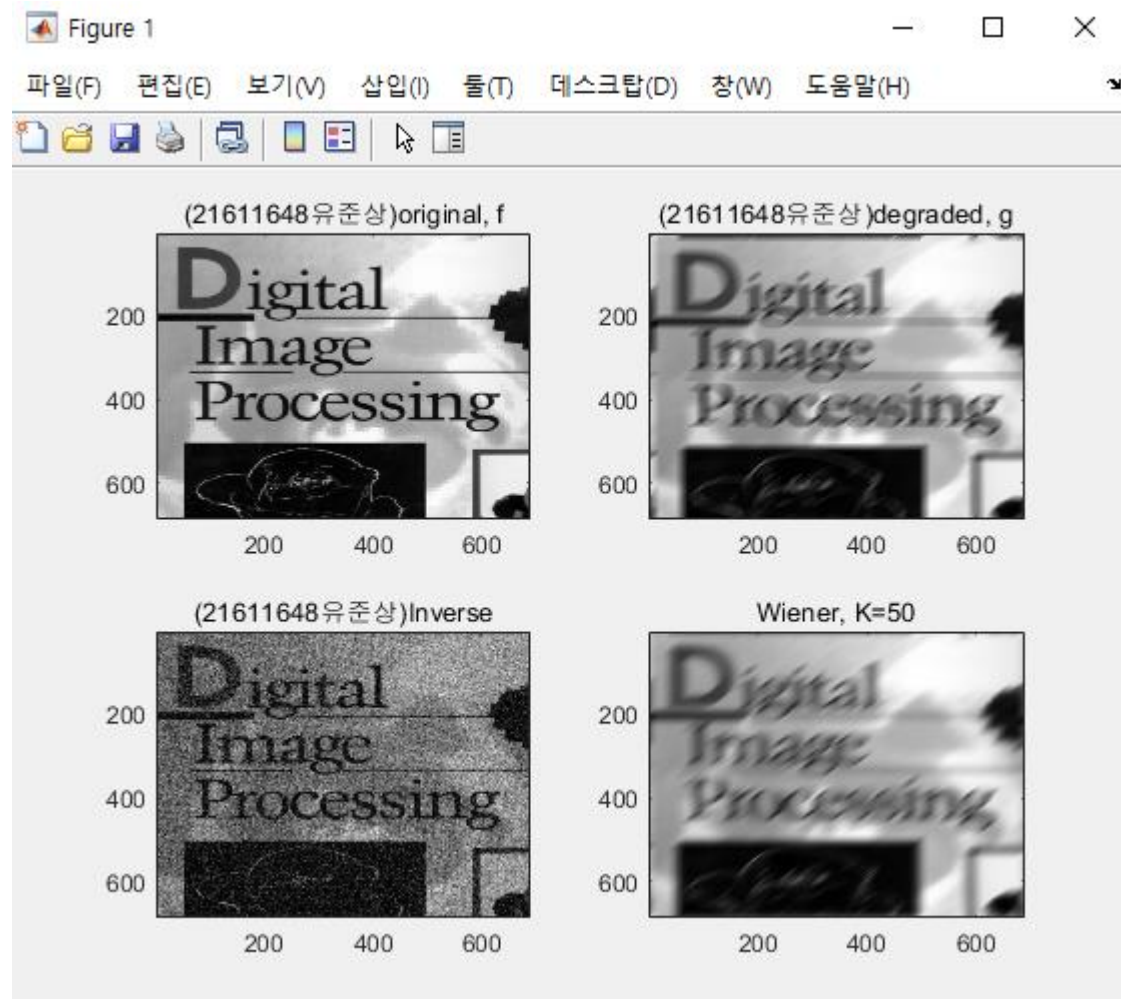 Figure 1
파일(F) 편집(E) 보기(V) 삽입(I) 툴(T) 데스크탑(D) 창(W) 도움말(H)
(21611648유준상)original, f
Digital
Image
Processing
200
400
600
200 400 600
(21611648유준상)degraded, g
Digital
Image
Processing
200
400
600
200 400 600
(21611648유준상)Inverse
Digital
Image
Processing
200
400
600
200 400 600
Wiener, K=50
Digital
Image
Processing
200
400
600
200 400 600